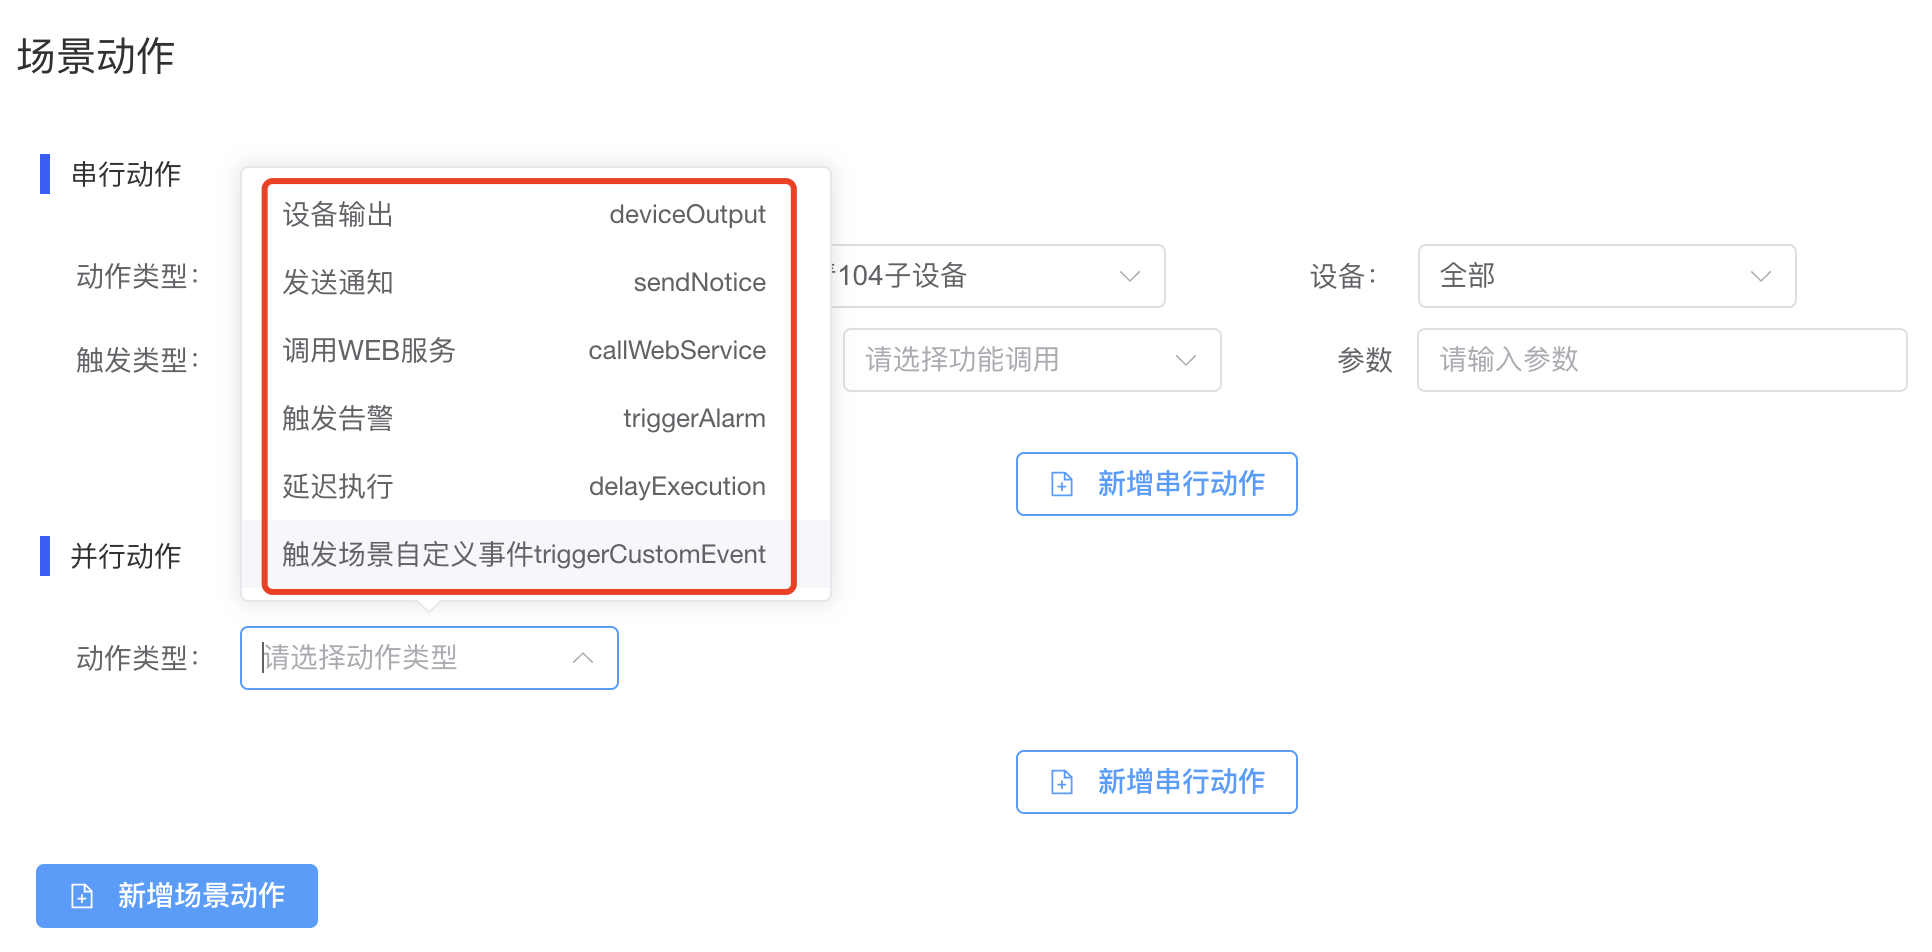 场景动作
串行动作
设备输出 deviceOutput
发送通知 sendNotice
调用WEB服务 callWebService
触发告警 triggerAlarm
延迟执行 delayExecution
触发场景自定义事件triggerCustomEvent
动作类型：
104子设备
设备：
全部
触发类型：
请选择功能调用
参数
请输入参数
新增串行动作
并行动作
动作类型：
请选择动作类型
新增串行动作
新增场景动作